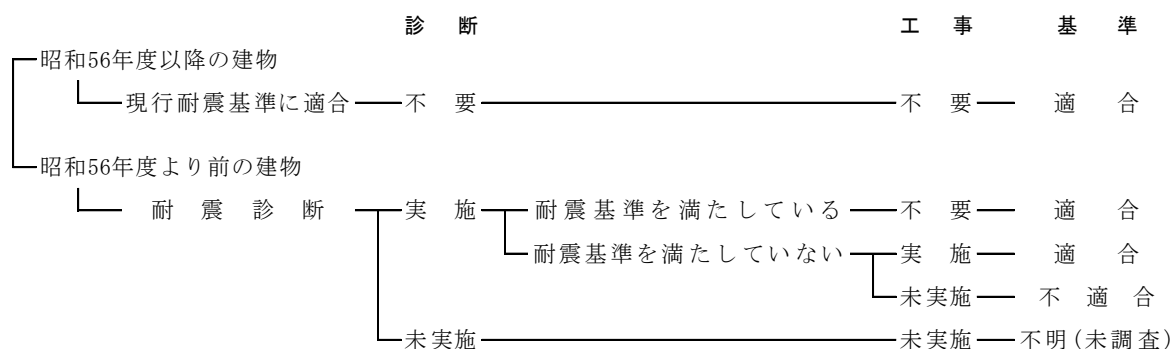 診断 工事 基準
昭和56年度以降の建物
現行耐震基準に適合 不要 不要 適合
昭和56年度より前の建物
耐震診断 実施 耐震基準を満たしている 不要 適合
耐震基準を満たしていない 実施 適合
未実施 不適合
未実施 未実施 不明(未調査)